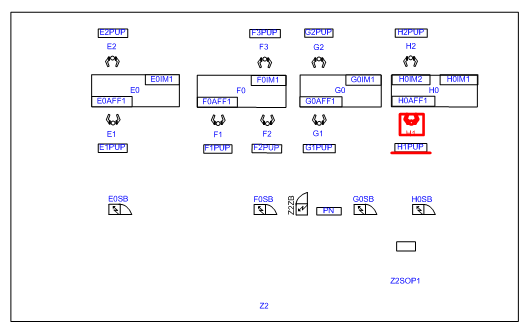 E2PUP F3PUP G2PUP H2PUP
E2 F3 G2 H2
E0IM1 F0IM1 G0IM1 H0IM2 H0IM1
E0 F0 G0 H0
E0AFF1 F0AFF1 G0AFF1 H0AFF1
E1 F1 F2 G1 H1
E1PUP F1PUP F2PUP G1PUP H1PUP
E0SB F0SB Z2ZB G0SB H0SB
PN
Z2SOP1
Z2